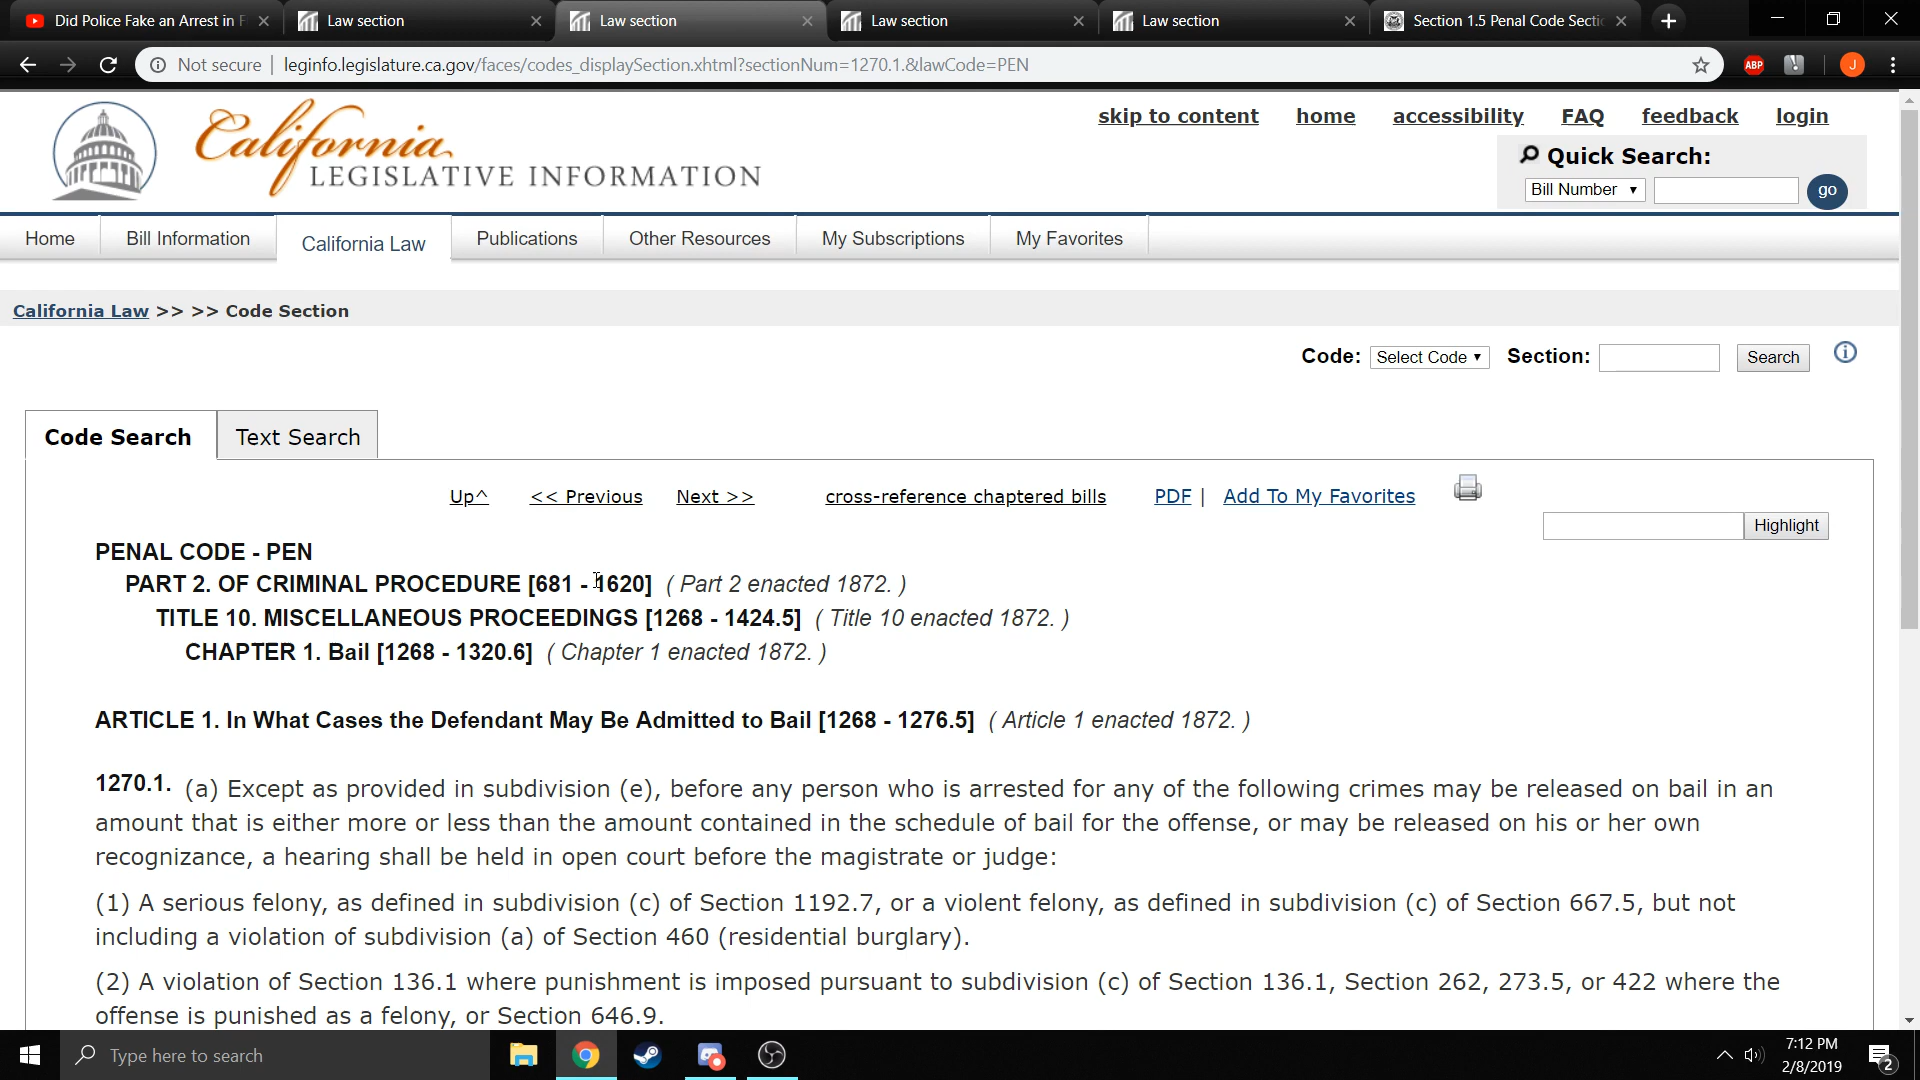 Did Police Fake an Arrest in F
Law section
Law section
Law section
Law section
Section 1.5 Penal Code Secti
Not secure | leginfo.legislature.ca.gov/faces/codes_displaySection.xhtml?sectionNum=1270.1.&lawCode=PEN
ABP
J
skip to content home accessibility FAQ feedback login
California
LEGISLATIVE INFORMATION
Quick Search:
Bill Number go
Home Bill Information California Law Publications Other Resources My Subscriptions My Favorites
California Law >> >> Code Section
Code: Select Code Section: Search
Code Search Text Search
Up^ << Previous Next >> cross-reference chaptered bills PDF | Add To My Favorites
Highlight
PENAL CODE - PEN
PART 2. OF CRIMINAL PROCEDURE [681 - 1620] ( Part 2 enacted 1872. )
TITLE 10. MISCELLANEOUS PROCEEDINGS [1268 - 1424.5] ( Title 10 enacted 1872. )
CHAPTER 1. Bail [1268 - 1320.6] ( Chapter 1 enacted 1872. )
ARTICLE 1. In What Cases the Defendant May Be Admitted to Bail [1268 - 1276.5] ( Article 1 enacted 1872. )
1270.1. (a) Except as provided in subdivision (e), before any person who is arrested for any of the following crimes may be released on bail in an
amount that is either more or less than the amount contained in the schedule of bail for the offense, or may be released on his or her own
recognizance, a hearing shall be held in open court before the magistrate or judge:
(1) A serious felony, as defined in subdivision (c) of Section 1192.7, or a violent felony, as defined in subdivision (c) of Section 667.5, but not
including a violation of subdivision (a) of Section 460 (residential burglary).
(2) A violation of Section 136.1 where punishment is imposed pursuant to subdivision (c) of Section 136.1, Section 262, 273.5, or 422 where the
offense is punished as a felony, or Section 646.9.
Type here to search
7:12 PM
2/8/2019
2